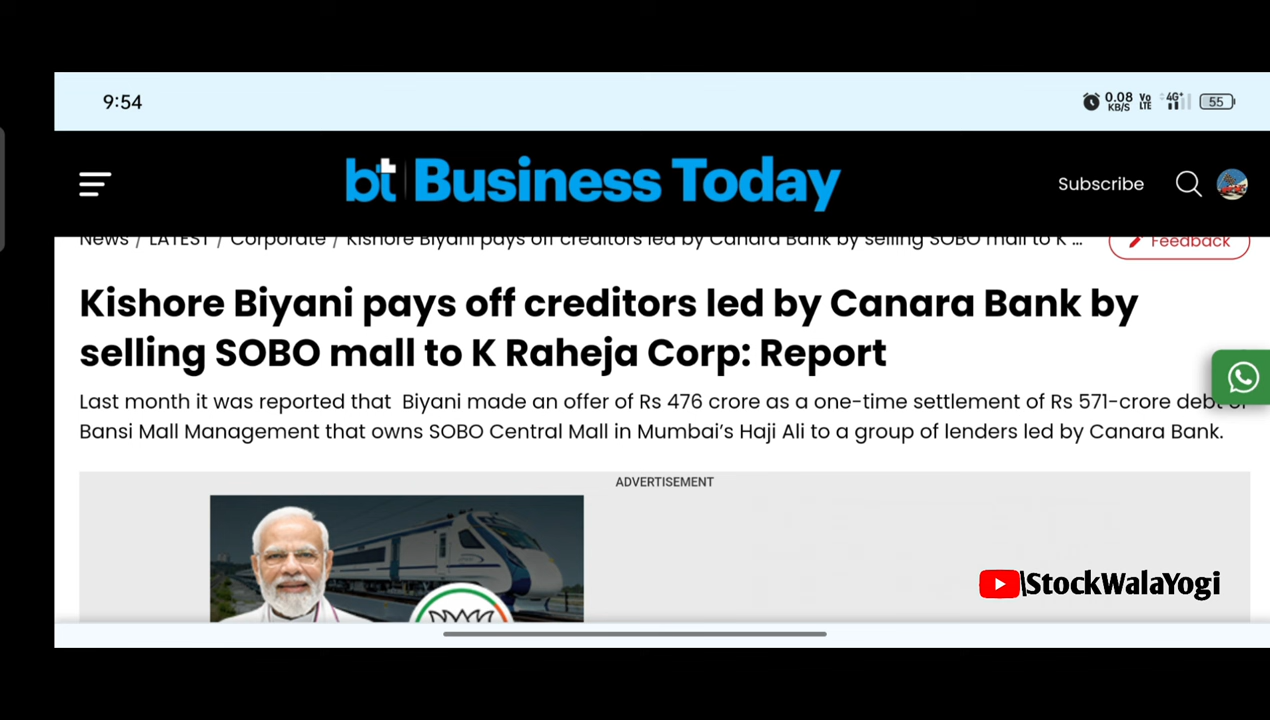 9:54
0.08 KB/S Vo LTE 4G+ 55
bt Business Today
Subscribe
News / LATEST / Corporate / Kishore Biyani pays off creditors led by Canara Bank by selling SOBO mall to K ...
Feedback
Kishore Biyani pays off creditors led by Canara Bank by
selling SOBO mall to K Raheja Corp: Report
Last month it was reported that Biyani made an offer of Rs 476 crore as a one-time settlement of Rs 571-crore debt of
Bansi Mall Management that owns SOBO Central Mall in Mumbai’s Haji Ali to a group of lenders led by Canara Bank.
ADVERTISEMENT
\StockWalaYogi